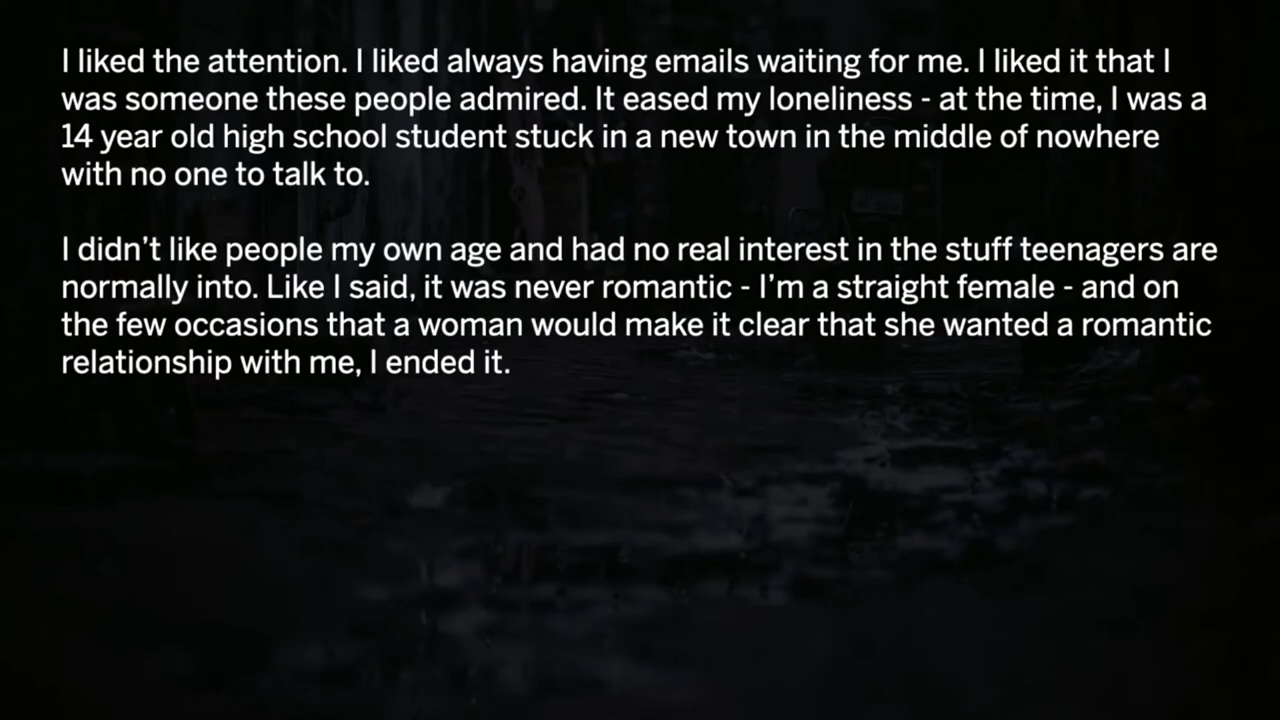 I liked the attention. I liked always having emails waiting for me. I liked it that I
was someone these people admired. It eased my loneliness - at the time, I was a
14 year old high school student stuck in a new town in the middle of nowhere
with no one to talk to.
I didn’t like people my own age and had no real interest in the stuff teenagers are
normally into. Like I said, it was never romantic - I’m a straight female - and on
the few occasions that a woman would make it clear that she wanted a romantic
relationship with me, I ended it.